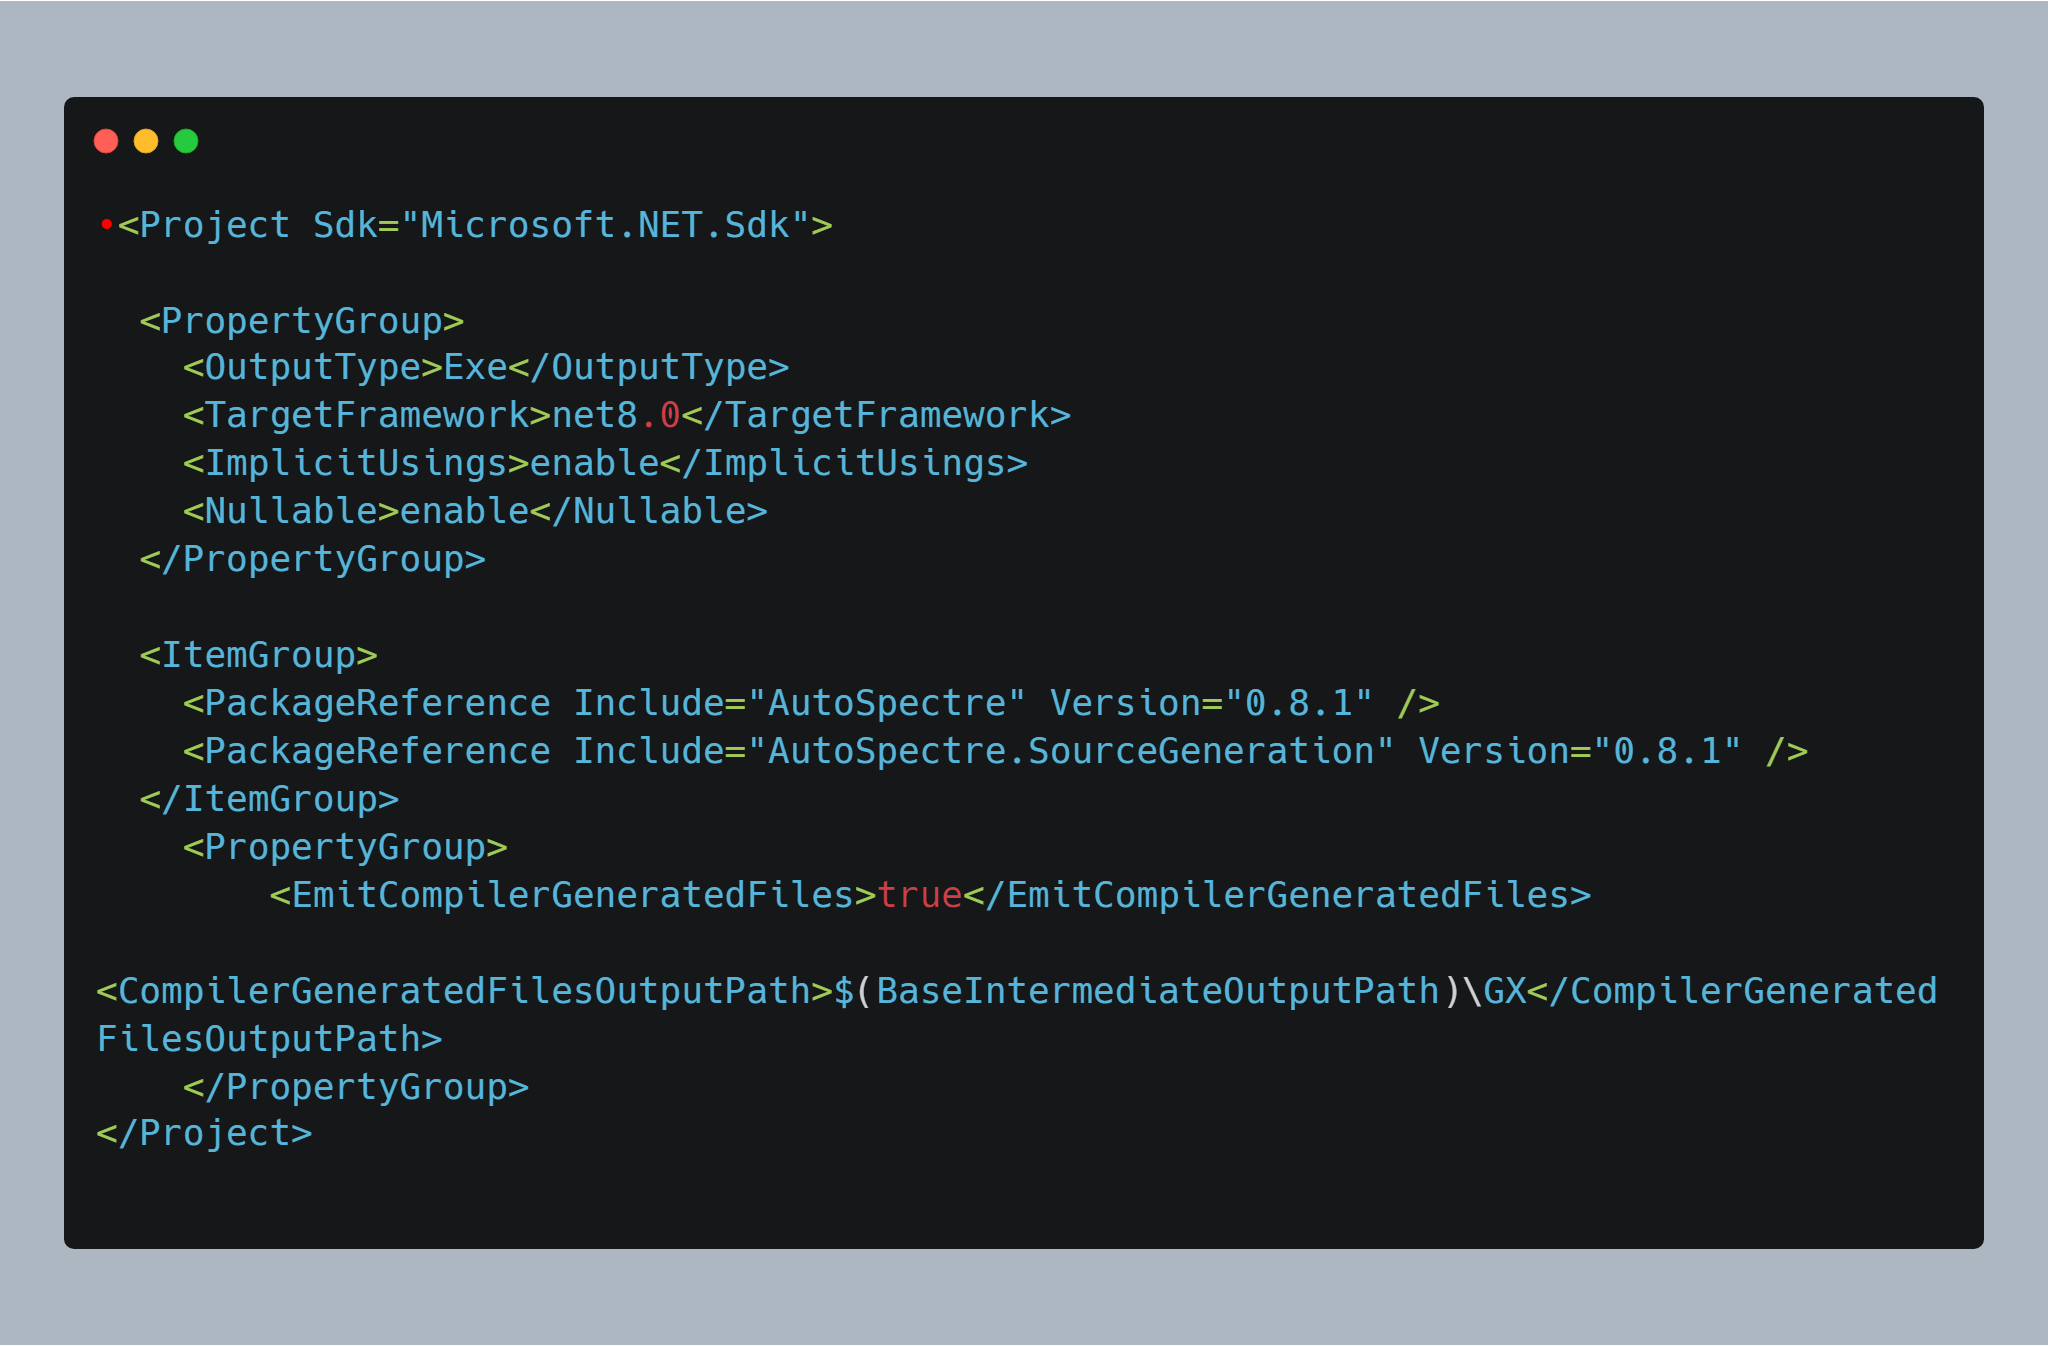 •<Project Sdk="Microsoft.NET.Sdk">

  <PropertyGroup>
    <OutputType>Exe</OutputType>
    <TargetFramework>net8.0</TargetFramework>
    <ImplicitUsings>enable</ImplicitUsings>
    <Nullable>enable</Nullable>
  </PropertyGroup>

  <ItemGroup>
    <PackageReference Include="AutoSpectre" Version="0.8.1" />
    <PackageReference Include="AutoSpectre.SourceGeneration" Version="0.8.1" />
  </ItemGroup>
    <PropertyGroup>
        <EmitCompilerGeneratedFiles>true</EmitCompilerGeneratedFiles>

<CompilerGeneratedFilesOutputPath>$(BaseIntermediateOutputPath)\GX</CompilerGenerated
FilesOutputPath>
    </PropertyGroup>
</Project>